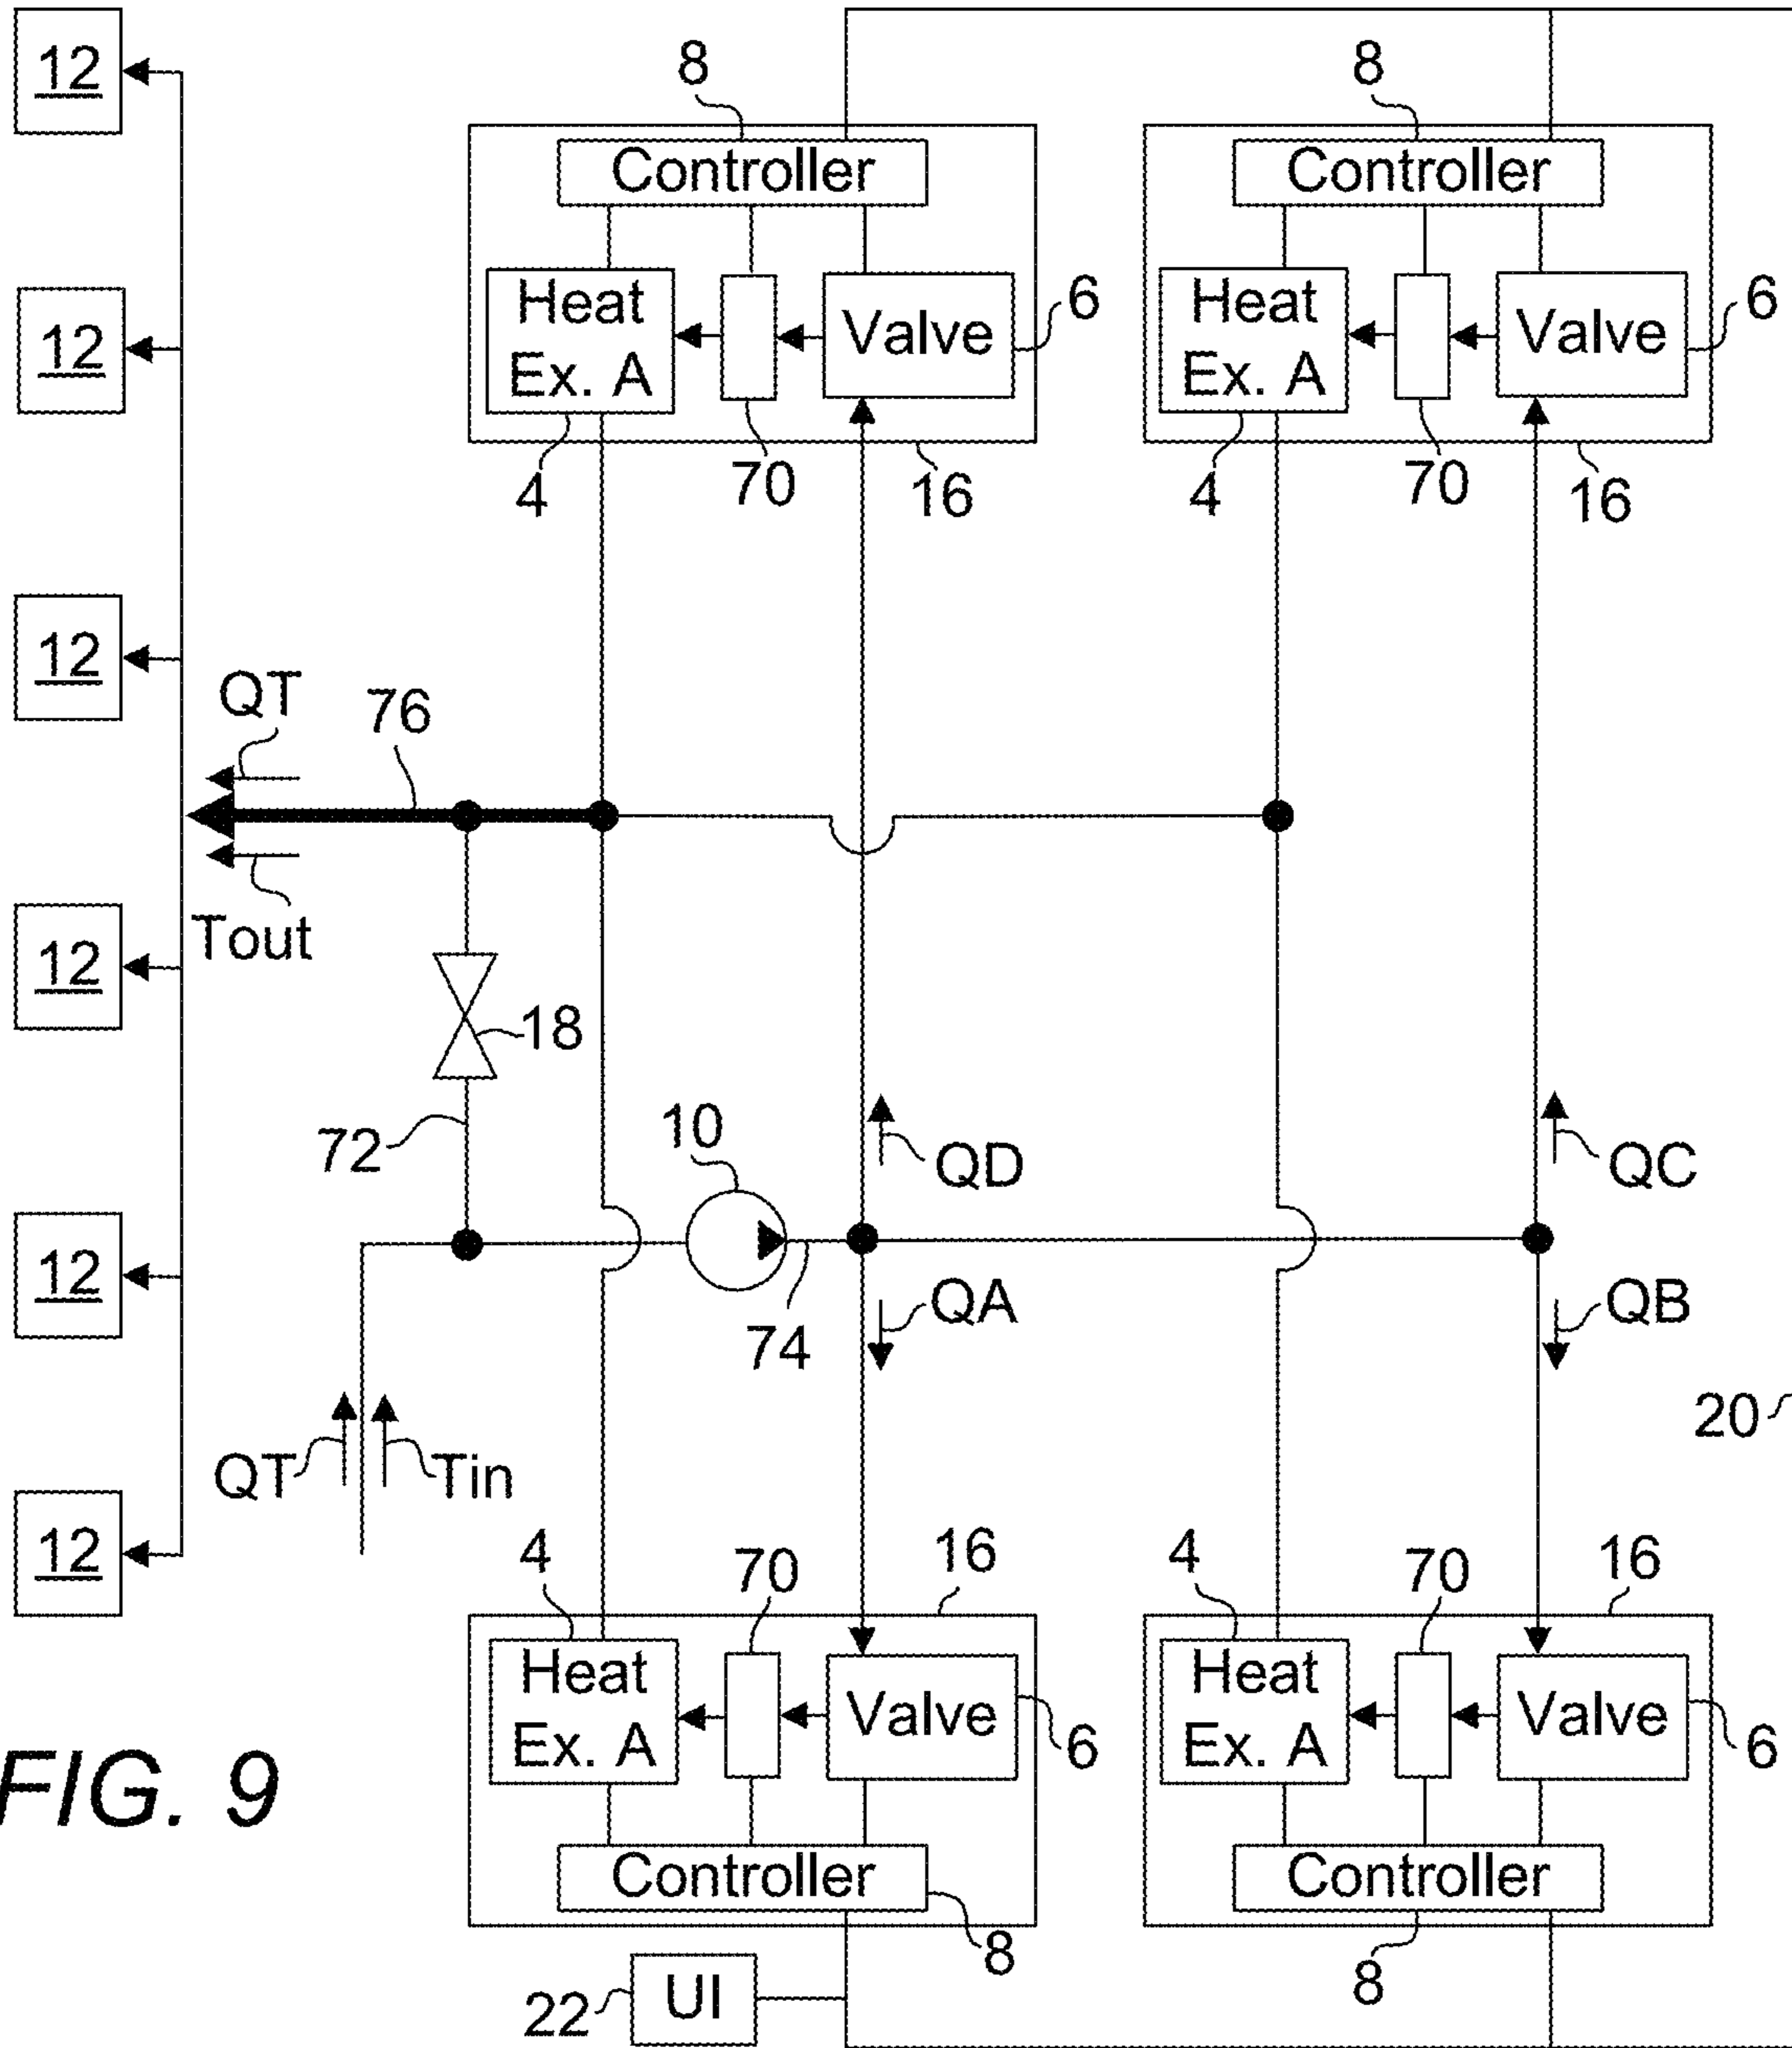 12
8
8
Controller
Controller
12
Heat
Ex. A
Valve
6
Heat
Ex. A
Valve
6
4
70
16
4
70
16
12
QT
76
12
Tout
18
72
10
QD
QC
12
QA
QB
74
20
QT
Tin
12
4
70
16
4
70
16
Heat
Ex. A
Valve
6
Heat
Ex. A
Valve
6
FIG. 9
Controller
Controller
8
8
22
UI